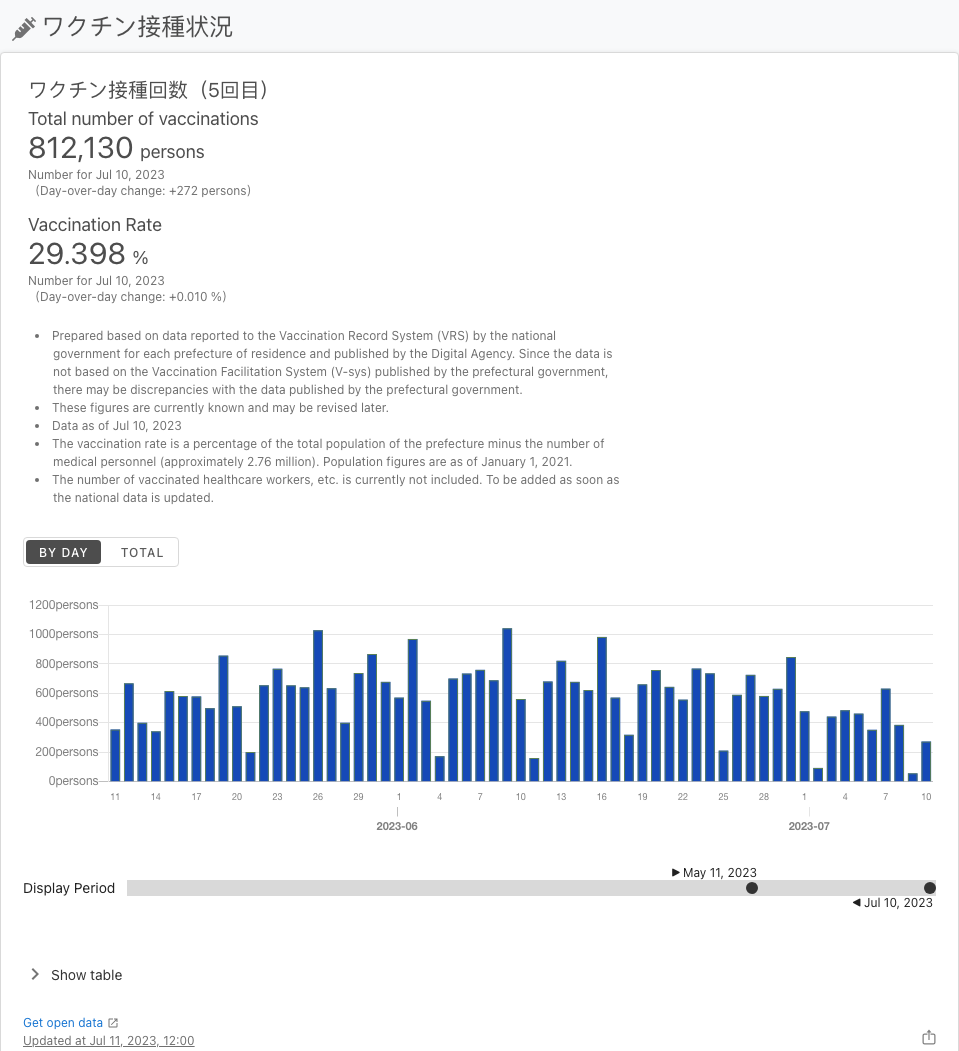 ワクチン接種状況
ワクチン接種回数（5回目）
Total number of vaccinations
812,130 persons
Number for Jul 10, 2023
（Day-over-day change: +272 persons）
Vaccination Rate
29.398 %
Number for Jul 10, 2023
（Day-over-day change: +0.010 %）
• Prepared based on data reported to the Vaccination Record System (VRS) by the national
government for each prefecture of residence and published by the Digital Agency. Since the data is
not based on the Vaccination Facilitation System (V-sys) published by the prefectural government,
there may be discrepancies with the data published by the prefectural government.
• These figures are currently known and may be revised later.
• Data as of Jul 10, 2023
• The vaccination rate is a percentage of the total population of the prefecture minus the number of
medical personnel (approximately 2.76 million). Population figures are as of January 1, 2021.
• The number of vaccinated healthcare workers, etc. is currently not included. To be added as soon as
the national data is updated.
BY DAY TOTAL
1200persons
1000persons
800persons
600persons
400persons
200persons
0persons
11 14 17 20 23 26 29 1 4 7 10 13 16 19 22 25 28 1 4 7 10
2023-06 2023-07
▶ May 11, 2023
Display Period
◀ Jul 10, 2023
Show table
Get open data
Updated at Jul 11, 2023, 12:00